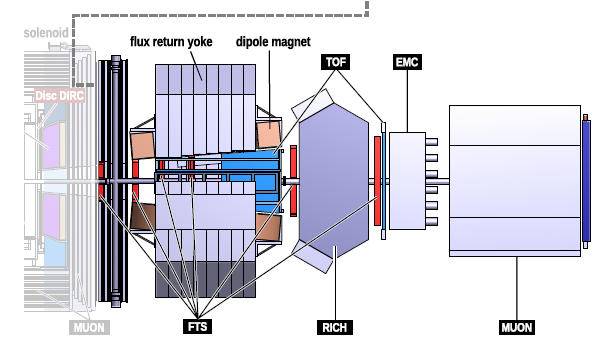 solenoid
flux return yoke
dipole magnet
TOF
EMC
Disc DIRC
MUON
FTS
RICH
MUON